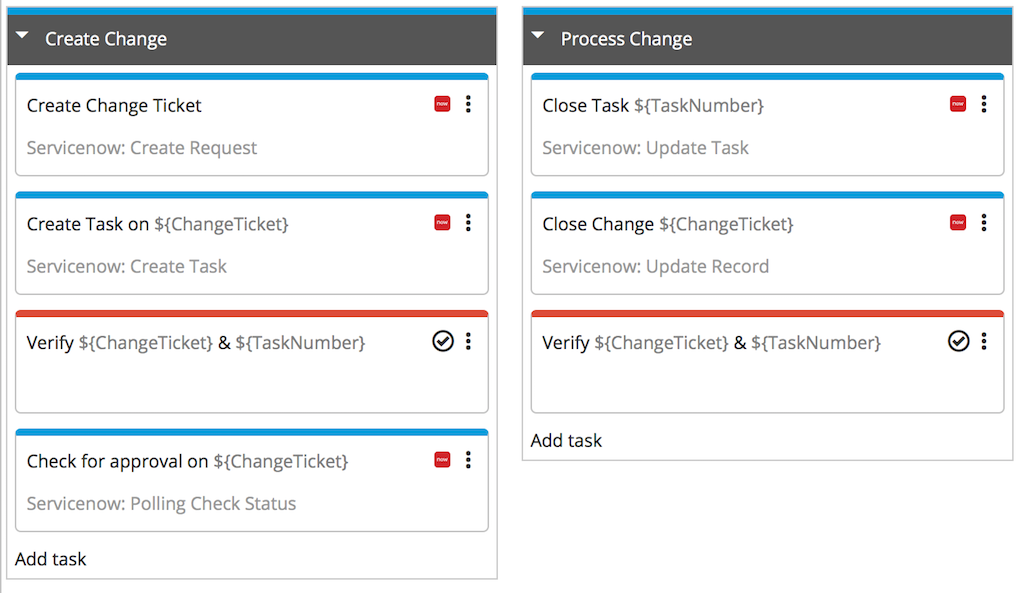 Create Change
Create Change Ticket
now
Servicenow: Create Request
Create Task on ${ChangeTicket}
now
Servicenow: Create Task
Verify ${ChangeTicket} & ${TaskNumber}
Check for approval on ${ChangeTicket}
now
Servicenow: Polling Check Status
Add task
Process Change
Close Task ${TaskNumber}
now
Servicenow: Update Task
Close Change ${ChangeTicket}
now
Servicenow: Update Record
Verify ${ChangeTicket} & ${TaskNumber}
Add task